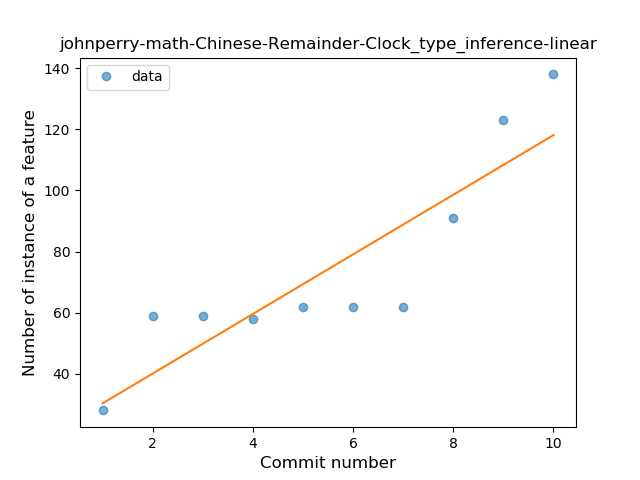 johnperry-math-Chinese-Remainder-Clock_type_inference-linear
data
Number of instance of a feature
140
120
100
80
60
40
2
4
6
8
10
Commit number